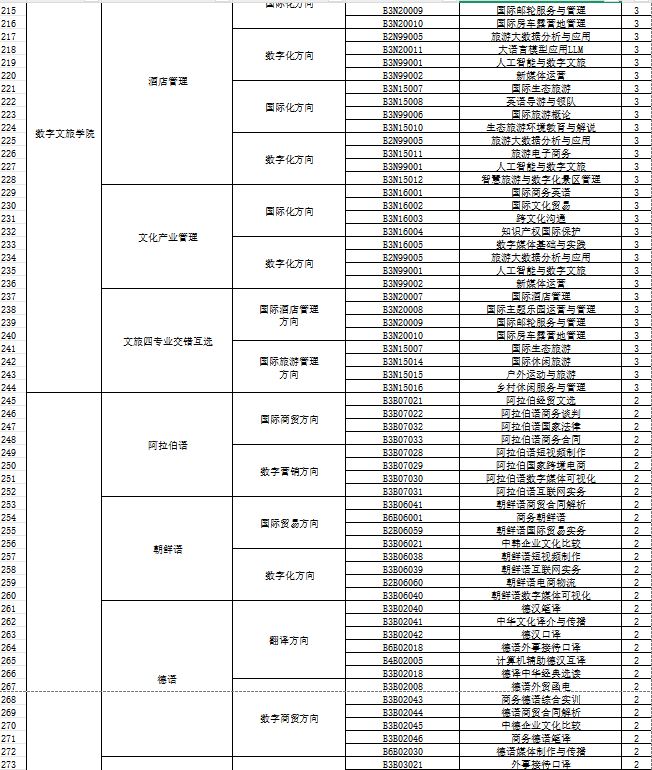 215 国际化方向 B3N20009 国际邮轮服务与管理 3
216 B3N20010 国际房车露营地管理 3
217 B2N99005 旅游大数据分析与应用 3
218 数字化方向 B3N20011 大语言模型应用LLM 3
219 B3N99001 人工智能与数字文旅 3
220 酒店管理 B3N99002 新媒体运营 3
221 B3N15007 国际生态旅游 3
222 国际化方向 B3N15008 英语导游与领队 3
223 B3N99006 国际旅游概论 3
224 数字文旅学院 B3N15010 生态旅游环境教育与解说 3
225 B2N99005 旅游大数据分析与应用 3
226 数字化方向 B3N15011 旅游电子商务 3
227 B3N99001 人工智能与数字文旅 3
228 B3N15012 智慧旅游与数字化景区管理 3
229 B3N16001 国际商务英语 3
230 国际化方向 B3N16002 国际文化贸易 3
231 B3N16003 跨文化沟通 3
232 文化产业管理 B3N16004 知识产权国际保护 3
233 B3N16005 数字媒体基础与实践 3
234 数字化方向 B2N99005 旅游大数据分析与应用 3
235 B3N99001 人工智能与数字文旅 3
236 B3N99002 新媒体运营 3
237 B3N20007 国际酒店管理 3
238 国际酒店管理 B3N20008 国际主题乐园运营与管理 3
239 方向 B3N20009 国际邮轮服务与管理 3
240 文旅四专业交错互选 B3N20010 国际房车露营地管理 3
241 B3N15007 国际生态旅游 3
242 国际旅游管理 B3N15014 国际休闲旅游 3
243 方向 B3N15015 户外运动与旅游 3
244 B3N15016 乡村休闲服务与管理 3
245 B3B07021 阿拉伯经贸文选 2
246 国际商贸方向 B3B07022 阿拉伯语商务谈判 2
247 B3B07032 阿拉伯语国家法律 2
248 阿拉伯语 B3B07033 阿拉伯语商务合同 2
249 B3B07028 阿拉伯语短视频制作 2
250 数字营销方向 B3B07029 阿拉伯国家跨境电商 2
251 B3B07030 阿拉伯语数字媒体可视化 2
252 B3B07031 阿拉伯语互联网实务 2
253 B3B06041 朝鲜语商贸合同解析 2
254 国际贸易方向 B6B06001 商务朝鲜语 2
255 B2B06059 朝鲜语国际贸易实务 2
256 朝鲜语 B3B06021 中韩企业文化比较 2
257 B3B06038 朝鲜语短视频制作 2
258 数字化方向 B3B06039 朝鲜语互联网实务 2
259 B2B06060 朝鲜语电商物流 2
260 B3B06040 朝鲜语数字媒体可视化 2
261 B3B02040 德汉笔译 2
262 B3B02041 中华文化译介与传播 2
263 翻译方向 B3B02042 德汉口译 2
264 B6B02018 德语外事接待口译 2
265 B4B02005 计算机辅助德汉互译 2
266 德语 B3B02018 德译中华经典选读 2
267 B3B02008 德语外贸函电 2
268 B3B02043 商务德语综合实训 2
269 数字商贸方向 B3B02044 德语商贸合同解析 2
270 B3B02045 中德企业文化比较 2
271 B3B02046 商务德语笔译 2
272 B6B02030 德语媒体制作与传播 2
273 B3B03021 外事接待口译 2